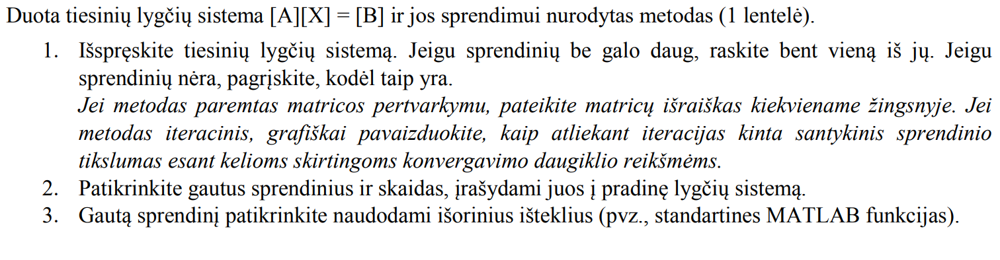 Duota tiesinių lygčių sistema [A][X] = [B] ir jos sprendimui nurodytas metodas (1 lentelė).
1. Išspręskite tiesinių lygčių sistemą. Jeigu sprendinių be galo daug, raskite bent vieną iš jų. Jeigu
sprendinių nėra, pagrįskite, kodėl taip yra.
Jei metodas paremtas matricos pertvarkymu, pateikite matricų išraiškas kiekviename žingsnyje. Jei
metodas iteracinis, grafiškai pavaizduokite, kaip atliekant iteracijas kinta santykinis sprendinio
tikslumas esant kelioms skirtingoms konvergavimo daugiklio reikšmėms.
2. Patikrinkite gautus sprendinius ir skaidas, įrašydami juos į pradinę lygčių sistemą.
3. Gautą sprendinį patikrinkite naudodami išorinius išteklius (pvz., standartines MATLAB funkcijas).